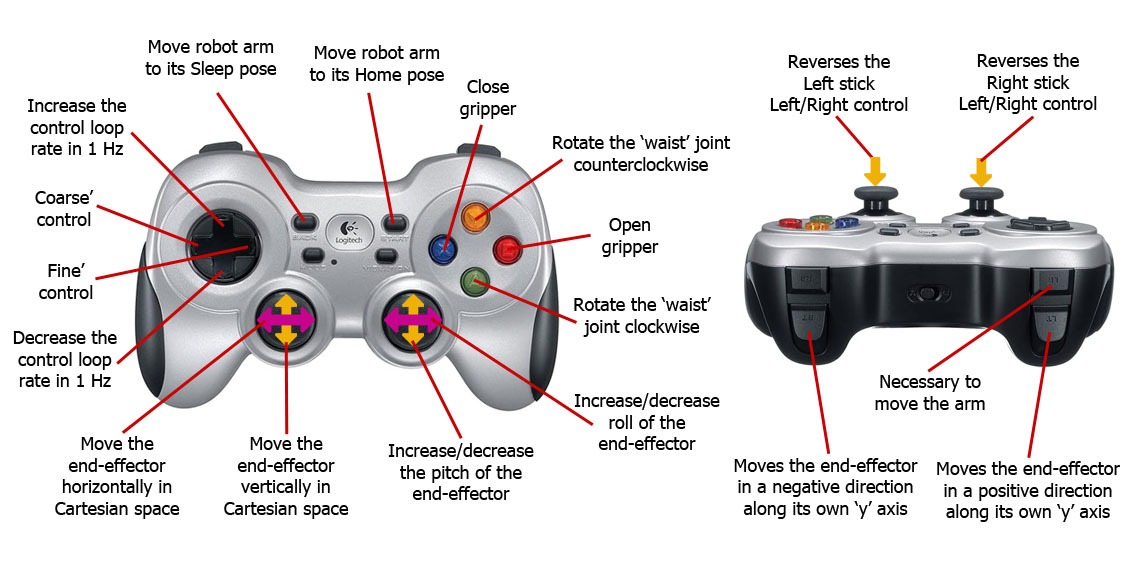 Move robot arm
to its Sleep pose
Move robot arm
to its Home pose
Close
gripper
Increase the
control loop
rate in 1 Hz
Rotate the ‘waist’ joint
counterclockwise
Coarse’
control
Open
gripper
Fine’
control
Rotate the ‘waist’
joint clockwise
Decrease the
control loop
rate in 1 Hz
Increase/decrease
roll of the
end-effector
Move the
end-effector
horizontally in
Cartesian space
Move the
end-effector
vertically in
Cartesian space
Increase/decrease
the pitch of the
end-effector
BACK
Logitech
START
Reverses the
Left stick
Left/Right control
Reverses the
Right stick
Left/Right control
RT
LT
Necessary to
move the arm
Moves the end-effector
in a negative direction
along its own ‘y’ axis
Moves the end-effector
in a positive direction
along its own ‘y’ axis